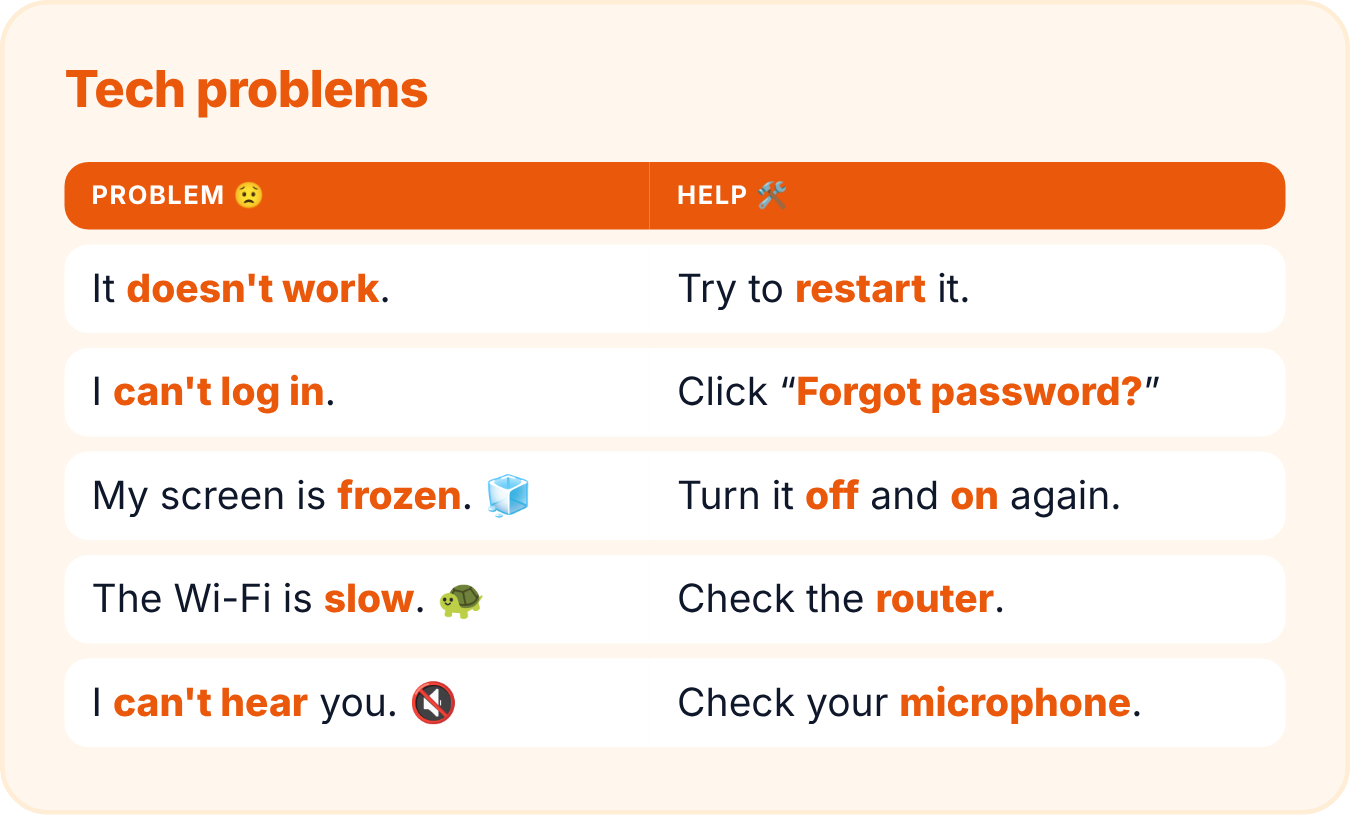 Tech problems
PROBLEM 😟 HELP 🛠️
It doesn't work. Try to restart it.
I can't log in. Click “Forgot password?”
My screen is frozen. 🧊 Turn it off and on again.
The Wi-Fi is slow. 🐢 Check the router.
I can't hear you. 🔇 Check your microphone.